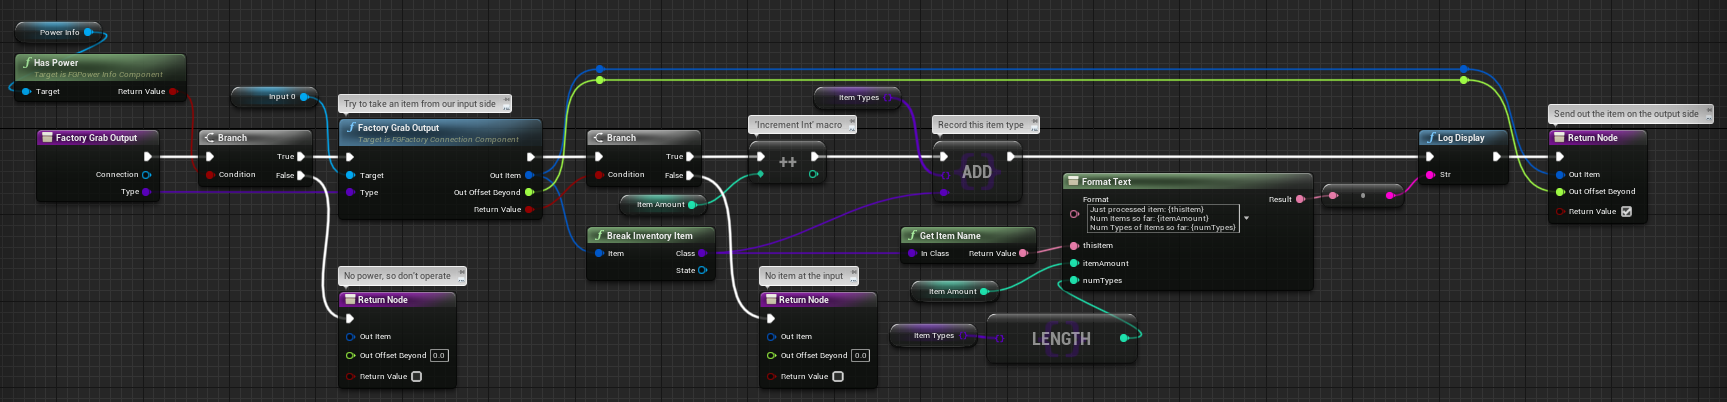 Power Info
Has Power
Target is FGPower Info Component
Target
Return Value
Factory Grab Output
Connection
Type
Branch
Condition
True
False
Input 0
Try to take an item from our input side
Factory Grab Output
Target is FGFactory Connection Component
Target
Type
Out Item
Out Offset Beyond
Return Value
No power, so don't operate
Return Node
Out Item
Out Offset Beyond 0.0
Return Value
Branch
Condition
True
False
Item Amount
Break Inventory Item
Item
Class
State
No item at the input
Return Node
Out Item
Out Offset Beyond 0.0
Return Value
'Increment Int' macro
++
Item Types
Record this item type
ADD
Get Item Name
In Class
Return Value
Item Amount
Item Types
LENGTH
Format Text
Format
Just processed item: {thisItem}
Num Items so far: {itemAmount}
Num Types of Items so far: {numTypes}
thisItem
itemAmount
numTypes
Result
Log Display
Str
Send out the item on the output side
Return Node
Out Item
Out Offset Beyond
Return Value